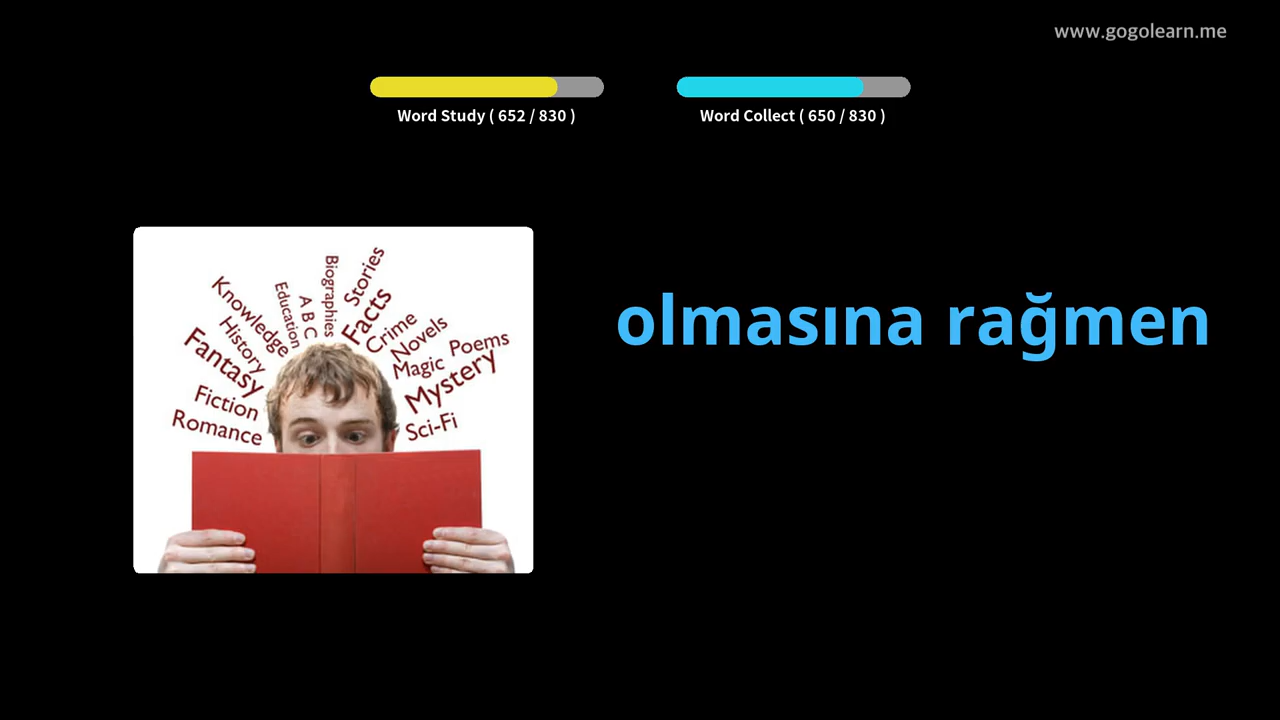 www.gogolearn.me
Word Study ( 652 / 830 )
Word Collect ( 650 / 830 )
olmasına rağmen
Biographies
Stories
Knowledge
Education
A B C
Facts
History
Crime
Novels
Fantasy
Magic
Poems
Mystery
Fiction
Romance
Sci-Fi